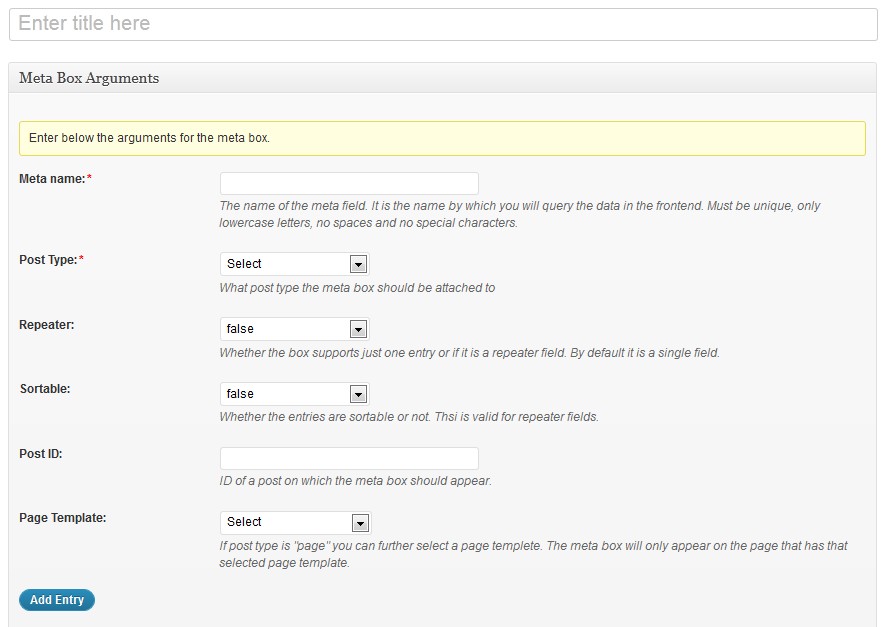 Enter title here
Meta Box Arguments
Enter below the arguments for the meta box.
Meta name:*
The name of the meta field. It is the name by which you will query the data in the frontend. Must be unique, only
lowercase letters, no spaces and no special characters.
Post Type:*
Select
What post type the meta box should be attached to
Repeater:
false
Whether the box supports just one entry or if it is a repeater field. By default it is a single field.
Sortable:
false
Whether the entries are sortable or not. Thsi is valid for repeater fields.
Post ID:
ID of a post on which the meta box should appear.
Page Template:
Select
If post type is "page" you can further select a page templete. The meta box will only appear on the page that has that
selected page template.
Add Entry